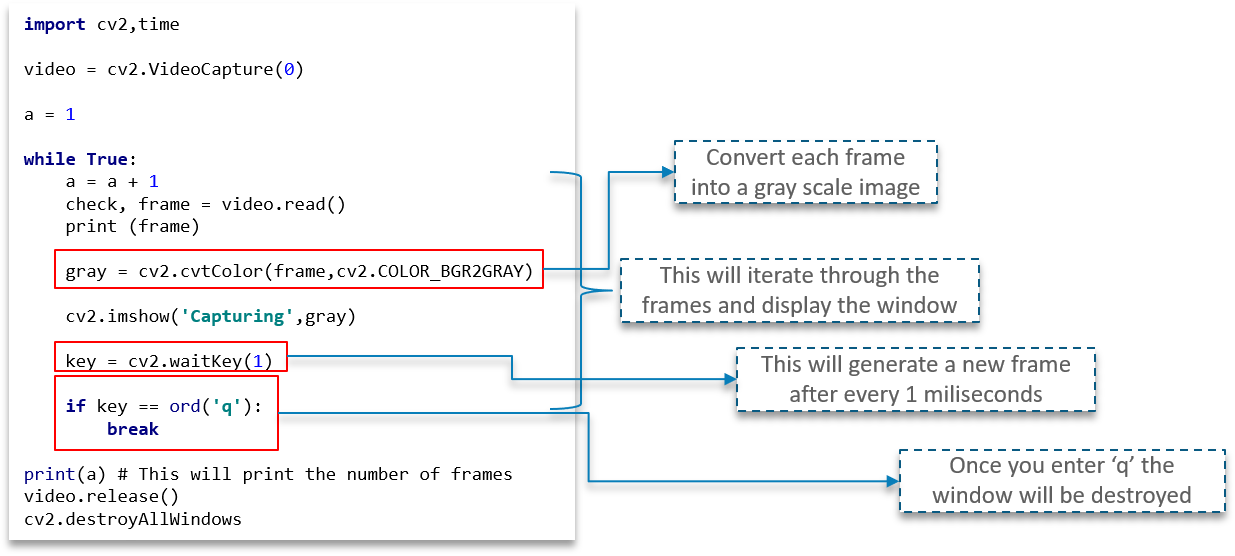 import cv2,time
video = cv2.VideoCapture(0)
a = 1
while True:
    a = a + 1
    check, frame = video.read()
    print (frame)
    gray = cv2.cvtColor(frame,cv2.COLOR_BGR2GRAY)
    cv2.imshow('Capturing',gray)
    key = cv2.waitKey(1)
    if key == ord('q'):
        break
print(a) # This will print the number of frames
video.release()
cv2.destroyAllWindows
Convert each frame
into a gray scale image
This will iterate through the
frames and display the window
This will generate a new frame
after every 1 miliseconds
Once you enter ‘q’ the
window will be destroyed